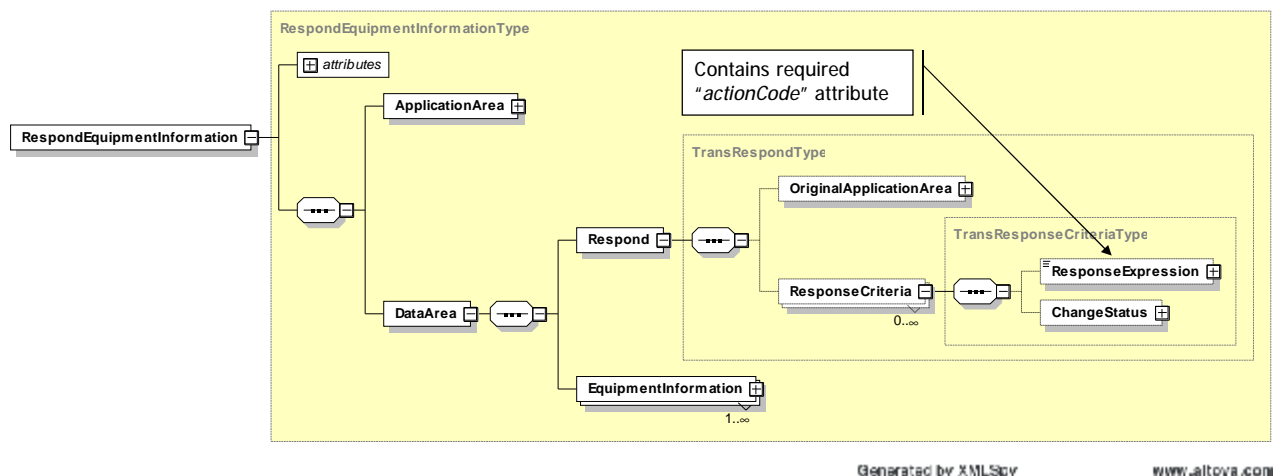 RespondEquipmentInformationType
attributes
Contains required
“actionCode” attribute
ApplicationArea
RespondEquipmentInformation
TransRespondType
OriginalApplicationArea
TransResponseCriteriaType
Respond
ResponseExpression
ResponseCriteria
0..∞
ChangeStatus
DataArea
EquipmentInformation
1..∞
Generated by XMLSpy
www.altova.com